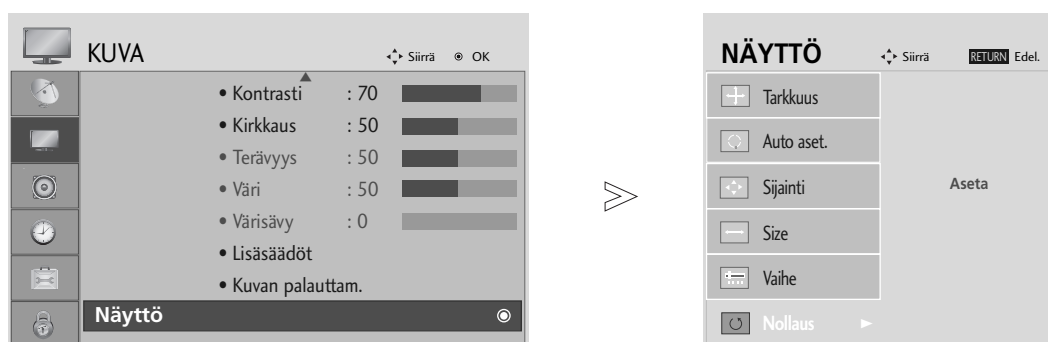 KUVA
Siirrä OK
• Kontrasti : 70
• Kirkkaus : 50
• Terävyys : 50
• Väri : 50
• Värisävy : 0
• Lisäsäädöt
• Kuvan palauttam.
Näyttö
NÄYTTÖ
Siirrä RETURN Edel.
Tarkkuus
Auto aset.
Sijainti
Size
Vaihe
Nollaus
Aseta